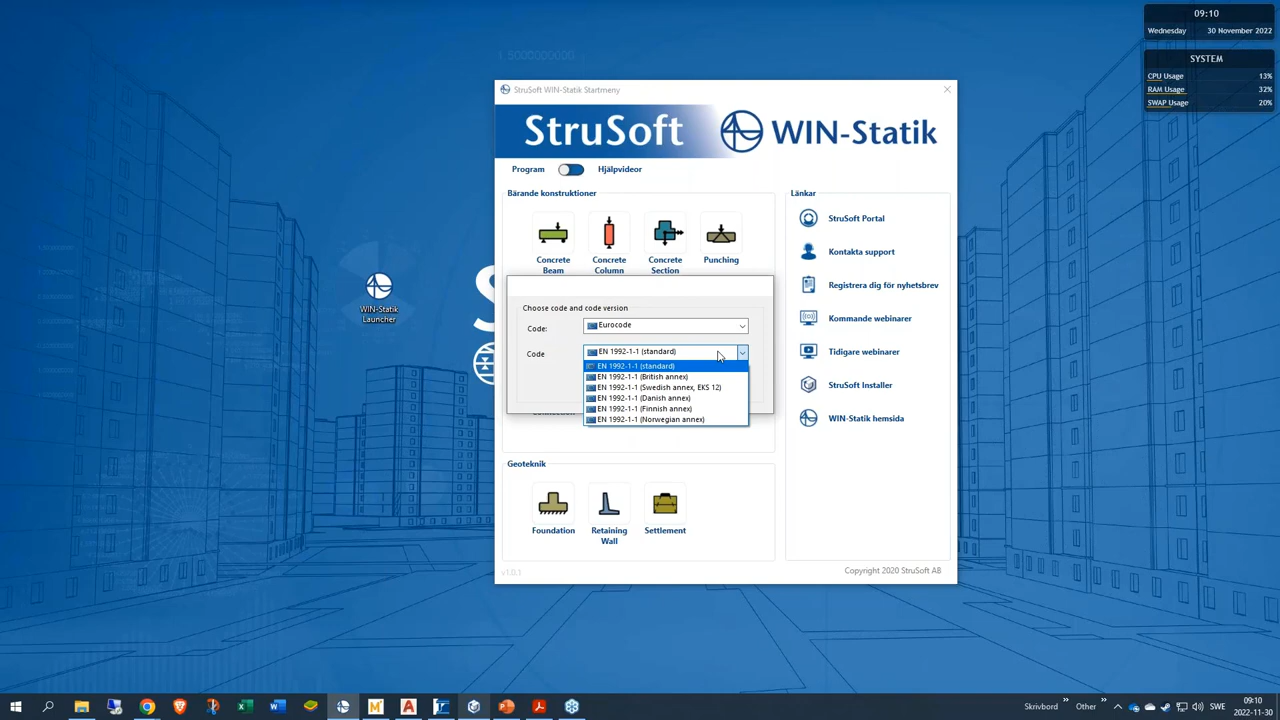 09:10
Wednesday 30 November 2022
SYSTEM
CPU Usage 13%
RAM Usage 32%
SWAP Usage 20%
5000000000
StruSoft WIN-Statik Startmeny
StruSoft WIN-Statik
Program Hjälpvideor
Bärande konstruktioner
Länkar
Concrete Beam
Concrete Column
Concrete Section
Punching
StruSoft Portal
Kontakta support
Registrera dig för nyhetsbrev
Kommande webinarer
Tidigare webinarer
StruSoft Installer
WIN-Statik hemsida
WIN-Statik
Launcher
Choose code and code version
Code: Eurocode
Code EN 1992-1-1 (standard)
EN 1992-1-1 (standard)
EN 1992-1-1 (British annex)
EN 1992-1-1 (Swedish annex, EKS 12)
EN 1992-1-1 (Danish annex)
EN 1992-1-1 (Finnish annex)
EN 1992-1-1 (Norwegian annex)
Geoteknik
Foundation
Retaining Wall
Settlement
v1.0.1
Copyright 2020 StruSoft AB
Skrivbord
Other
SWE
09:10
2022-11-30